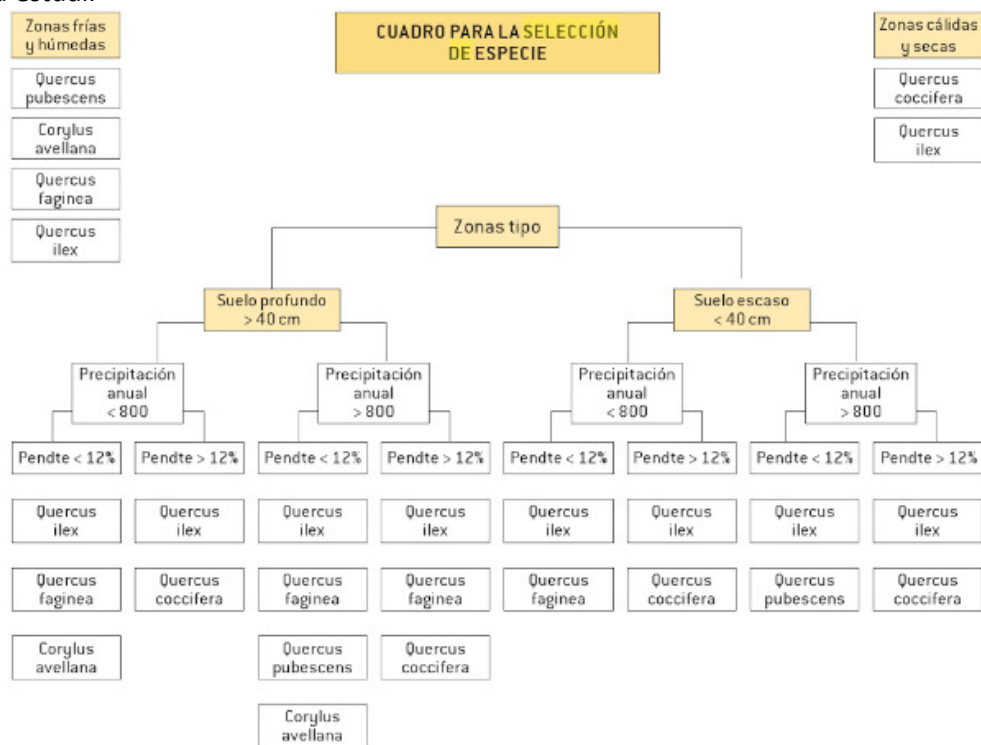 Zonas frías
y húmedas
CUADRO PARA LA SELECCIÓN
DE ESPECIE
Zonas cálidas
y secas
Quercus
pubescens
Corylus
avellana
Quercus
faginea
Quercus
ilex
Quercus
coccifera
Quercus
ilex
Zonas tipo
Suelo profundo
> 40 cm
Suelo escaso
< 40 cm
Precipitación
anual
< 800
Precipitación
anual
> 800
Precipitación
anual
< 800
Precipitación
anual
> 800
Pendte < 12%
Pendte > 12%
Pendte < 12%
Pendte > 12%
Pendte < 12%
Pendte > 12%
Pendte < 12%
Pendte > 12%
Quercus
ilex
Quercus
ilex
Quercus
ilex
Quercus
ilex
Quercus
ilex
Quercus
ilex
Quercus
ilex
Quercus
ilex
Quercus
faginea
Quercus
coccifera
Quercus
faginea
Quercus
faginea
Quercus
faginea
Quercus
coccifera
Quercus
pubescens
Quercus
coccifera
Corylus
avellana
Quercus
pubescens
Quercus
coccifera
Corylus
avellana